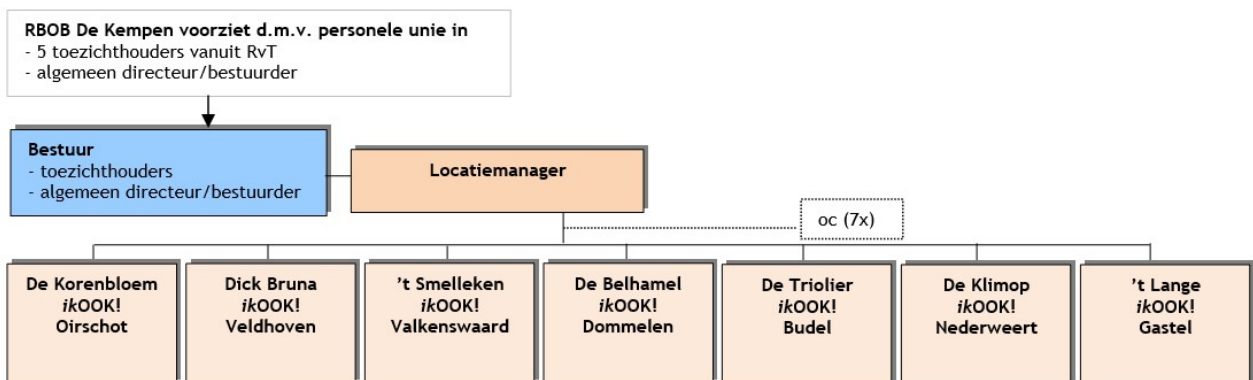 RBOB De Kempen voorziet d.m.v. personele unie in
- 5 toezichthouders vanuit RvT
- algemeen directeur/bestuurder
Bestuur
- toezichthouders
- algemeen directeur/bestuurder
Locatiemanager
oc (7x)
De Korenbloem
ikOOK!
Oirschot
Dick Bruna
ikOOK!
Veldhoven
’t Smelleken
ikOOK!
Valkenswaard
De Belhamel
ikOOK!
Dommelen
De Triolier
ikOOK!
Budel
De Klimop
ikOOK!
Nederweert
’t Lange
ikOOK!
Gastel